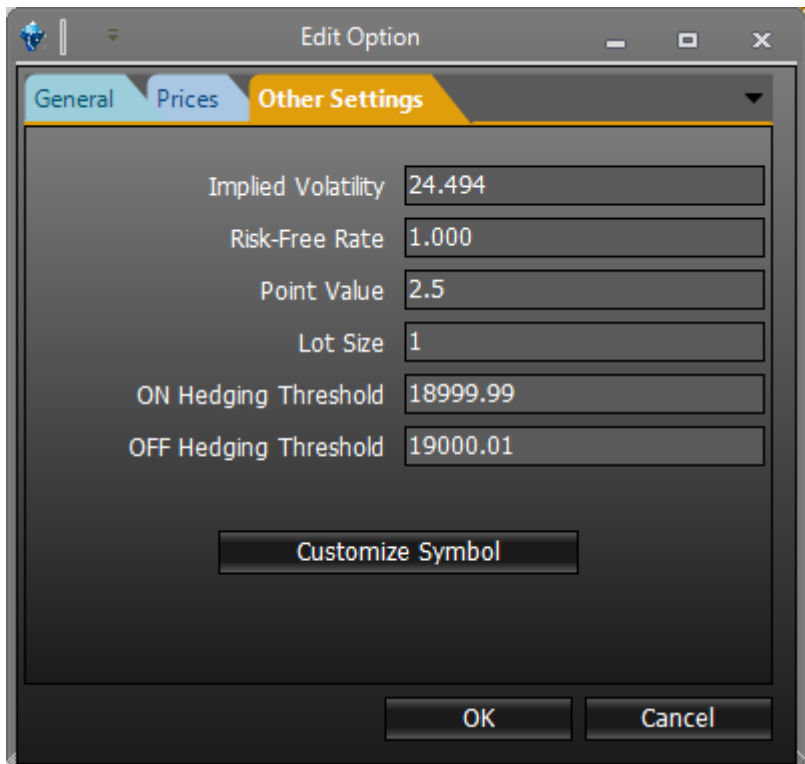 Edit Option
General Prices Other Settings
Implied Volatility 24.494
Risk-Free Rate 1.000
Point Value 2.5
Lot Size 1
ON Hedging Threshold 18999.99
OFF Hedging Threshold 19000.01
Customize Symbol
OK Cancel